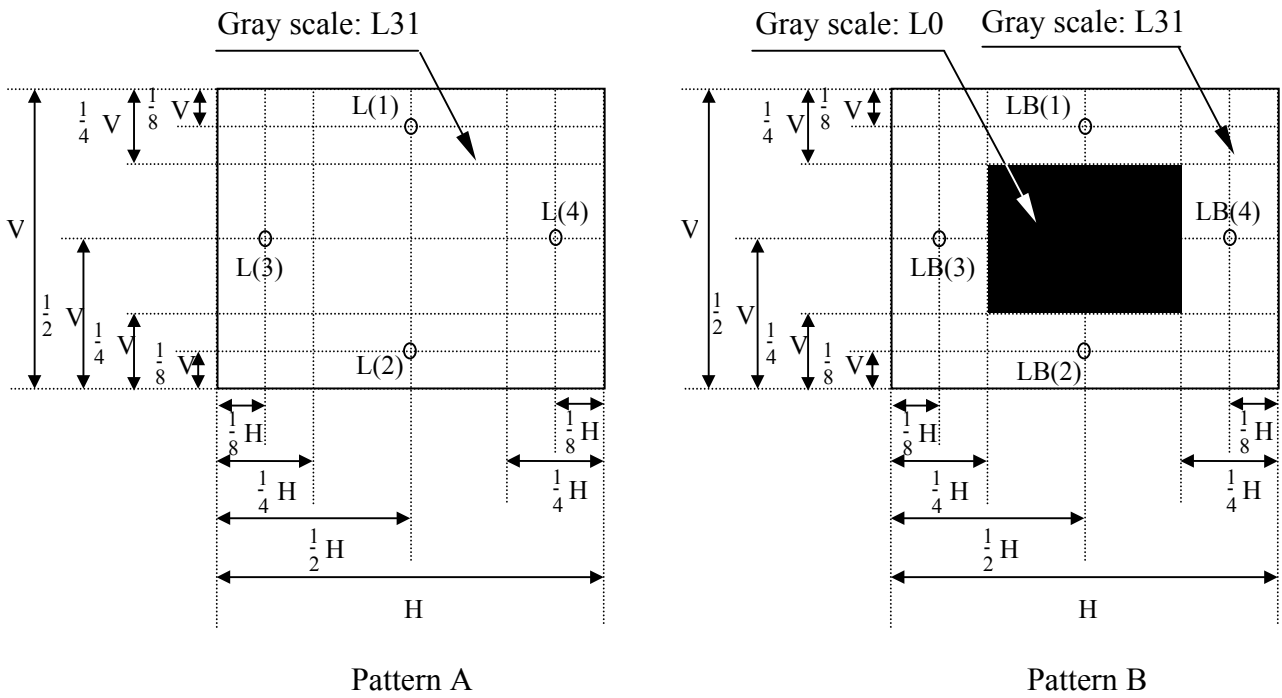 Gray scale: L31
Gray scale: L0
Gray scale: L31
1/4 V 1/8 V
L(1)
1/4 V 1/8 V
LB(1)
V
L(4)
L(3)
V
LB(4)
LB(3)
1/2 V 1/4 V 1/8 V
L(2)
1/2 V 1/4 V 1/8 V
LB(2)
1/8 H
1/8 H
1/8 H
1/8 H
1/4 H
1/4 H
1/4 H
1/4 H
1/2 H
1/2 H
H
H
Pattern A
Pattern B